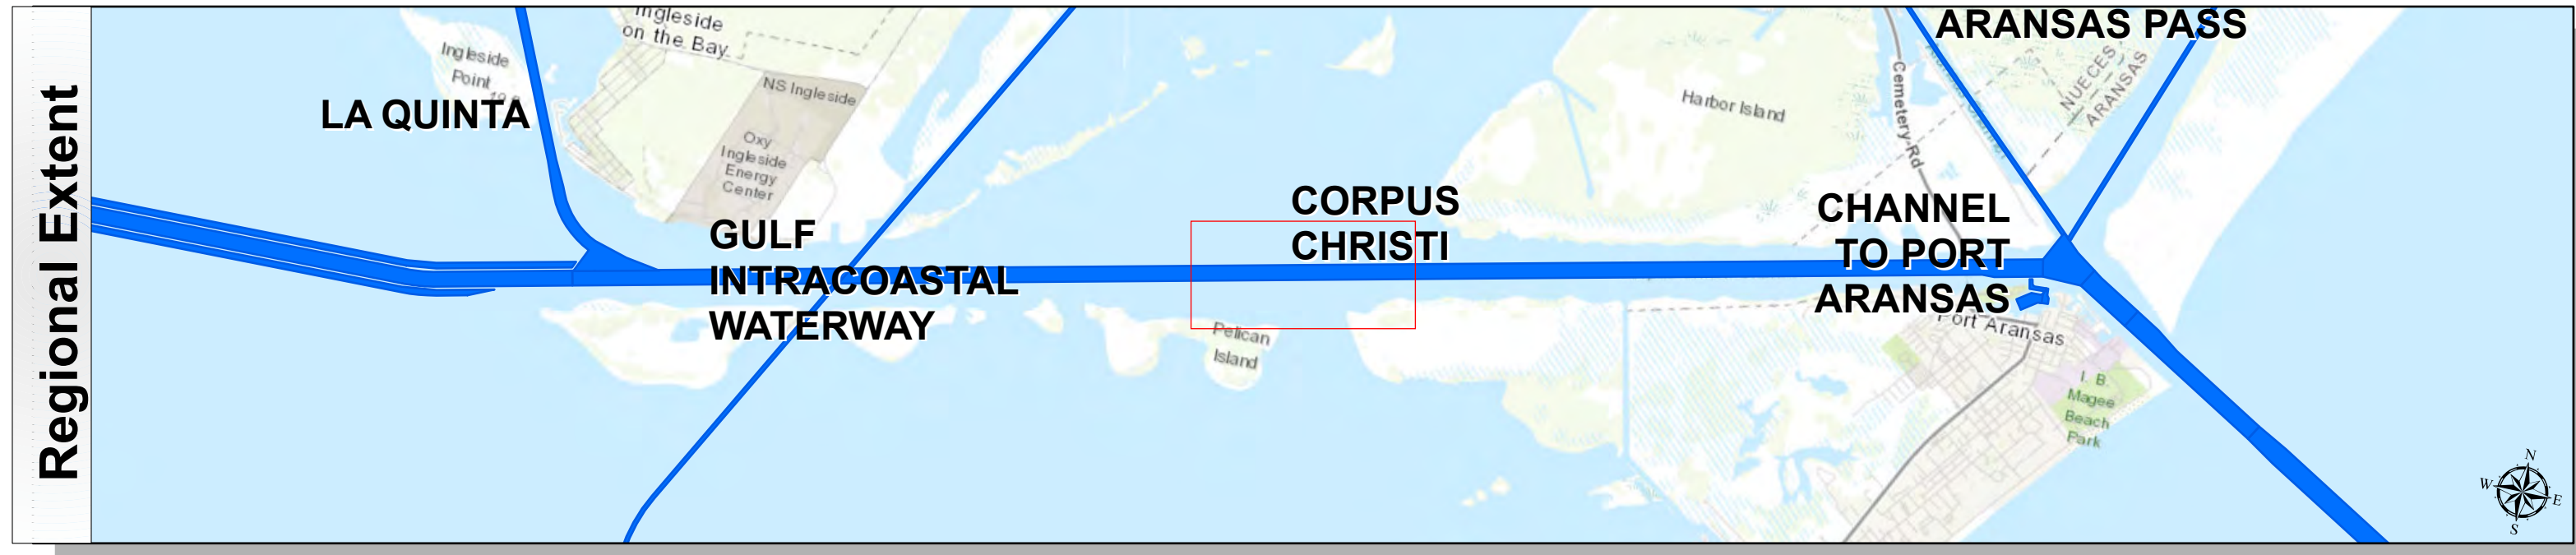 Regional Extent
Ingleside
on the Bay
Ingleside
Point
LA QUINTA
NS Ingleside
Oxy
Ingleside
Energy
Center
GULF
INTRACOASTAL
WATERWAY
Pelican
Island
CORPUS
CHRISTI
Harbor Island
Cemetery Rd
ARANSAS PASS
NUECES
ARANSAS
CHANNEL
TO PORT
ARANSAS
Port Aransas
I. B.
Magee
Beach
Park
N
W
E
S